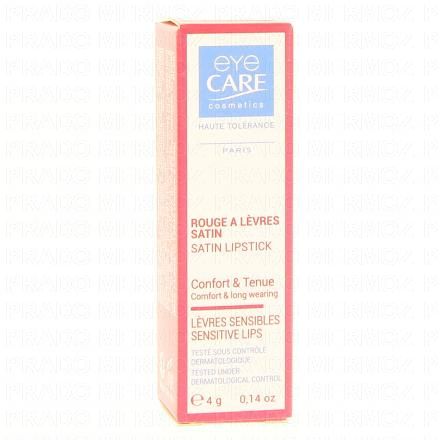 eye
CARE
cosmetics
HAUTE TOLÉRANCE
PARIS
ROUGE A LÈVRES
SATIN
SATIN LIPSTICK
Confort & Tenue
Comfort & long wearing
LÈVRES SENSIBLES
SENSITIVE LIPS
TESTÉ SOUS CONTRÔLE
DERMATOLOGIQUE
TESTED UNDER
DERMATOLOGICAL CONTROL
℮ 4 g 0,14 oz